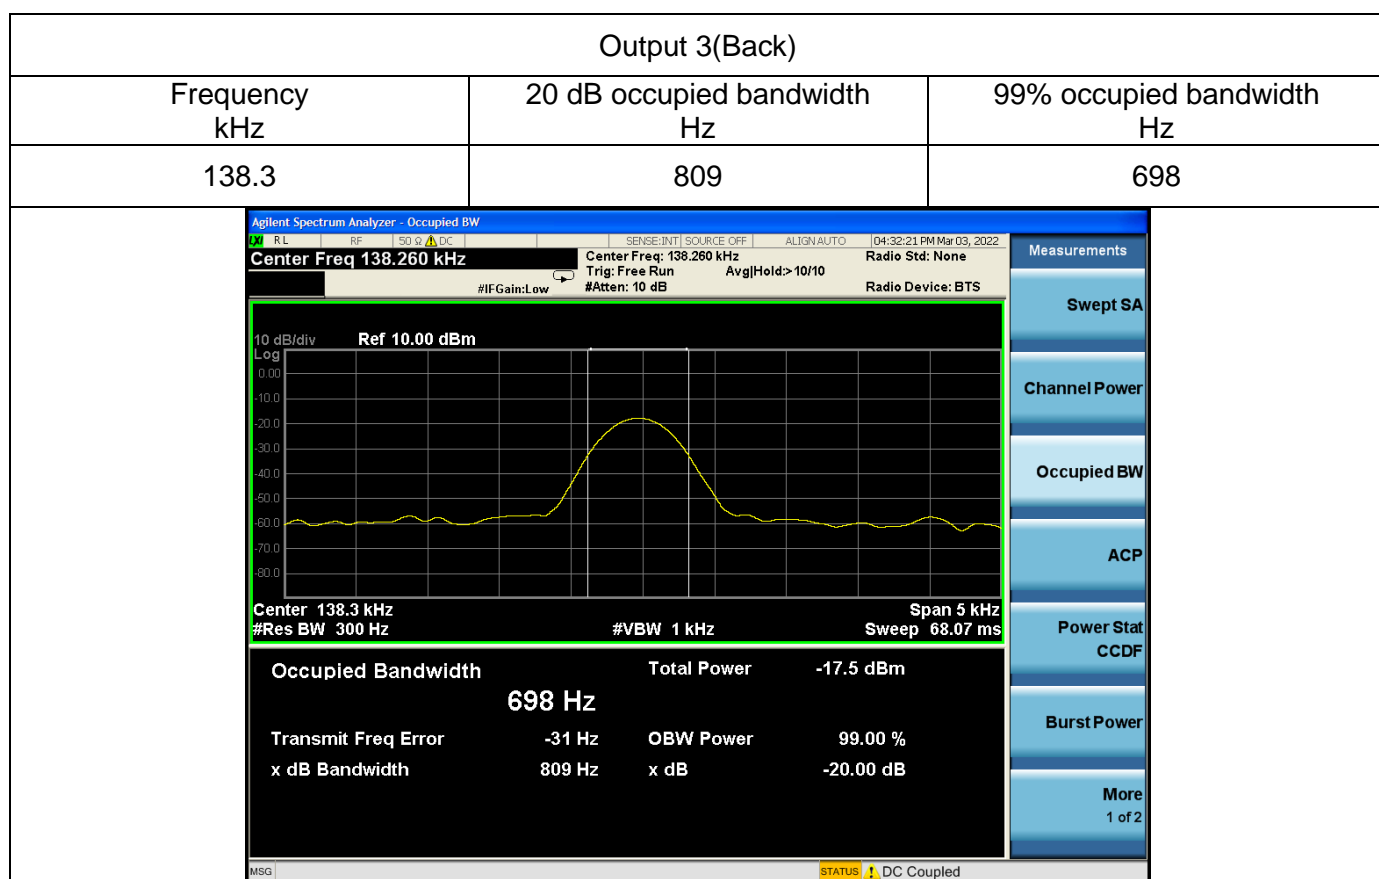 Output 3(Back)
Frequency kHz
20 dB occupied bandwidth Hz
99% occupied bandwidth Hz
138.3
809
698
Agilent Spectrum Analyzer - Occupied BW
LXI RL RF 50 Ω DC SENSE:INT SOURCE OFF ALIGN AUTO 04:32:21 PM Mar 03, 2022
Center Freq 138.260 kHz
Center Freq: 138.260 kHz
Radio Std: None
Trig: Free Run Avg|Hold:>10/10
#IFGain:Low
#Atten: 10 dB
Radio Device: BTS
10 dB/div Ref 10.00 dBm
Log
0.00
-10.0
-20.0
-30.0
-40.0
-50.0
-60.0
-70.0
-80.0
Center 138.3 kHz Span 5 kHz
#Res BW 300 Hz #VBW 1 kHz Sweep 68.07 ms
Occupied Bandwidth Total Power -17.5 dBm
698 Hz
Transmit Freq Error -31 Hz OBW Power 99.00 %
x dB Bandwidth 809 Hz x dB -20.00 dB
MSG STATUS DC Coupled
Measurements
Swept SA
Channel Power
Occupied BW
ACP
Power Stat
CCDF
Burst Power
More
1 of 2